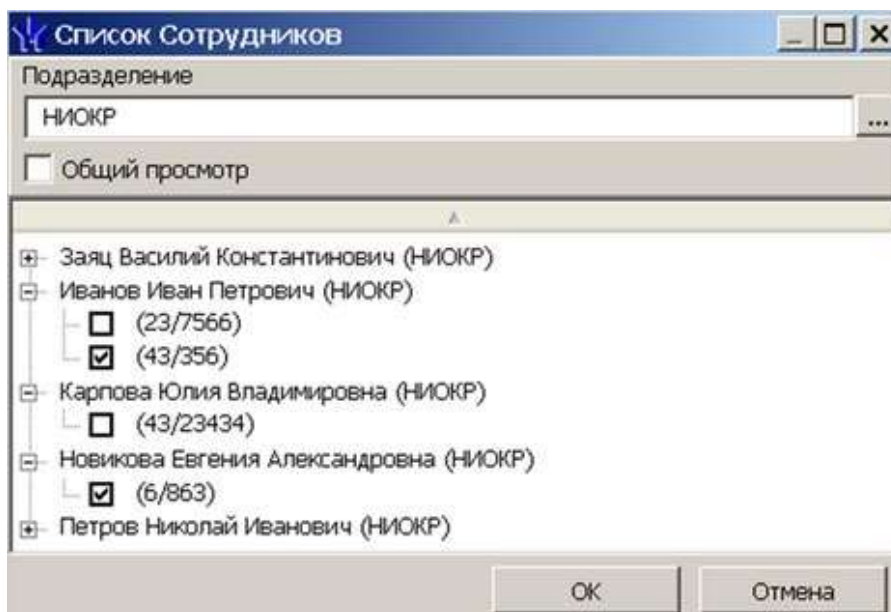 Список Сотрудников
Подразделение
НИОКР
...
Общий просмотр
Заяц Василий Константинович (НИОКР)
Иванов Иван Петрович (НИОКР)
(23/7566)
(43/356)
Карпова Юлия Владимировна (НИОКР)
(43/23434)
Новикова Евгения Александровна (НИОКР)
(6/863)
Петров Николай Иванович (НИОКР)
ОК Отмена